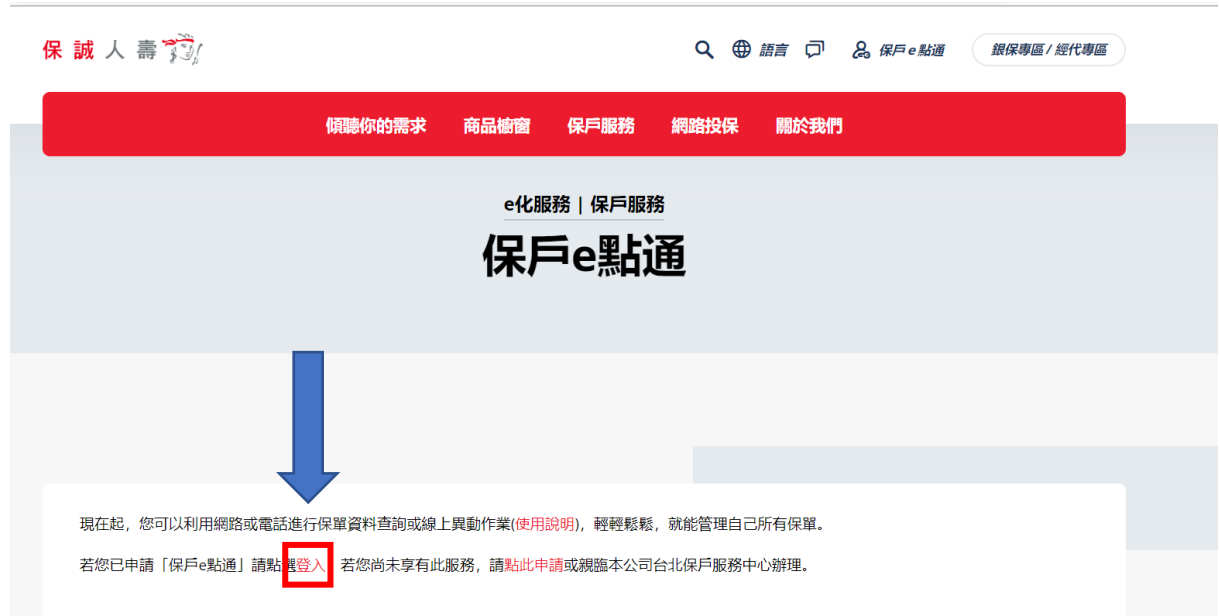 保誠人壽
語言
保戶e點通
銀保專區/經代專區
傾聽你的需求 商品櫥窗 保戶服務 網路投保 關於我們
e化服務 | 保戶服務
保戶e點通
現在起，您可以利用網路或電話進行保單資料查詢或線上異動作業(使用說明)，輕輕鬆鬆，就能管理自己所有保單。
若您已申請「保戶e點通」請點選登入，若您尚未享有此服務，請點此申請或親臨本公司台北保戶服務中心辦理。